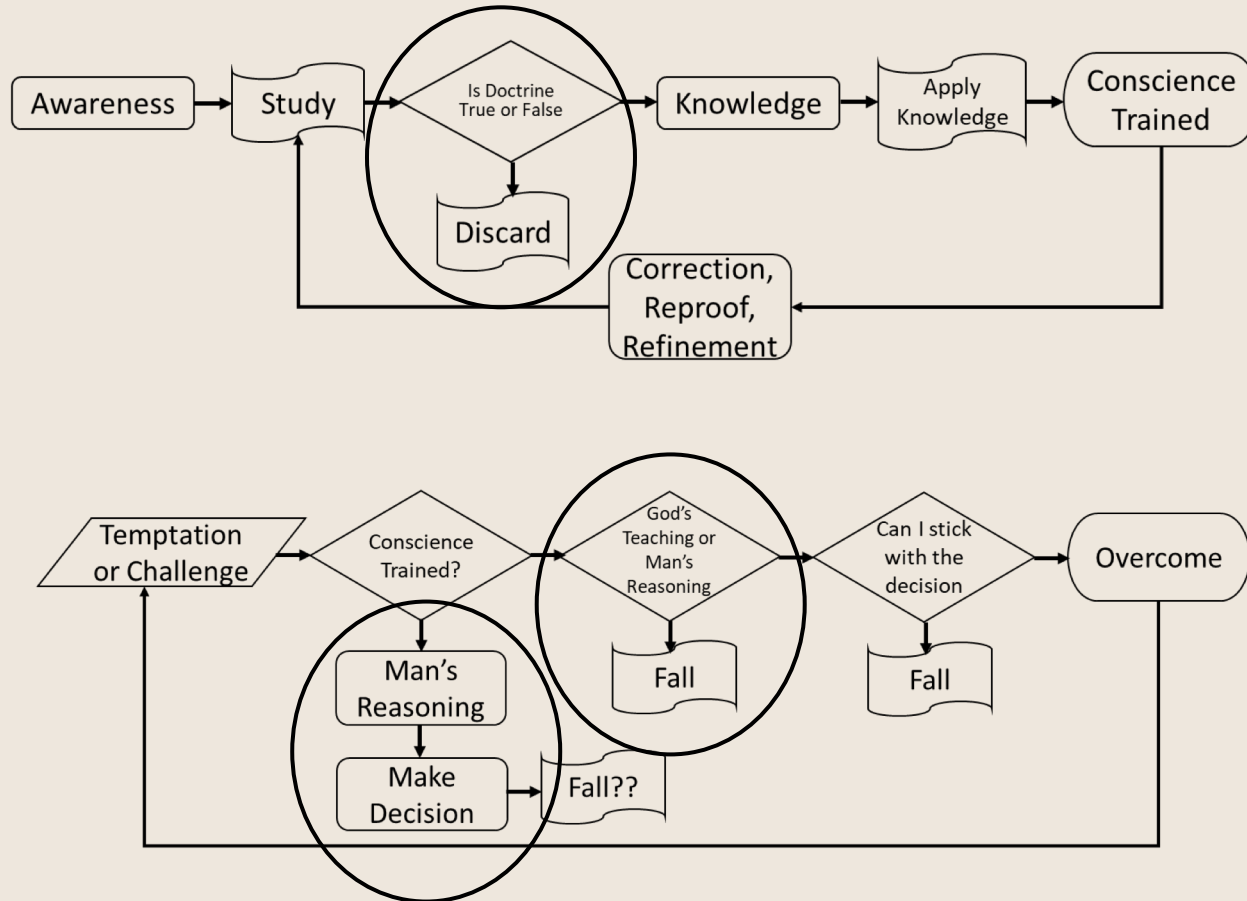 Awareness
Study
Is Doctrine
True or False
Knowledge
Apply
Knowledge
Conscience
Trained
Discard
Correction,
Reproof,
Refinement
Temptation
or Challenge
Conscience
Trained?
God's
Teaching or
Man's
Reasoning
Can I stick
with the
decision
Overcome
Man's
Reasoning
Fall
Fall
Make
Decision
Fall??